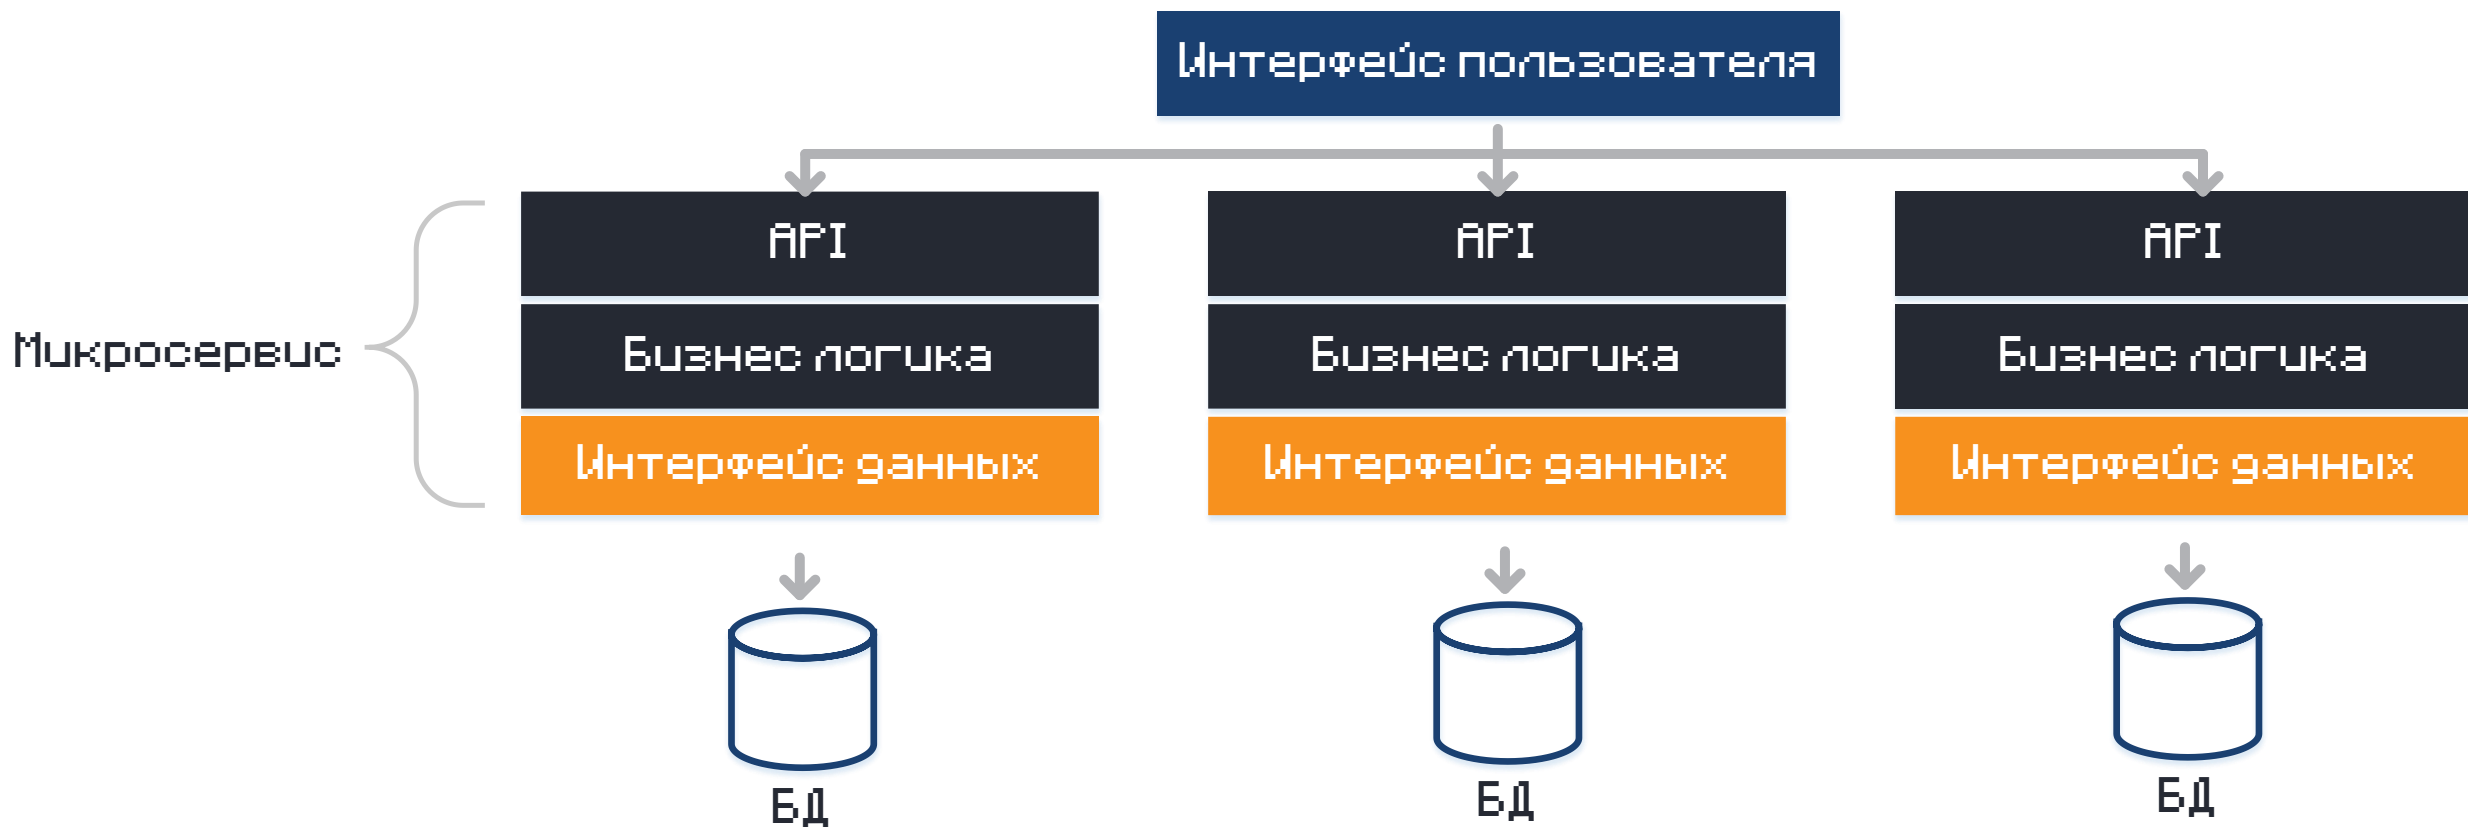 Интерфейс пользователя
API
API
API
Микросервис
Бизнес логика
Бизнес логика
Бизнес логика
Интерфейс данных
Интерфейс данных
Интерфейс данных
БД
БД
БД